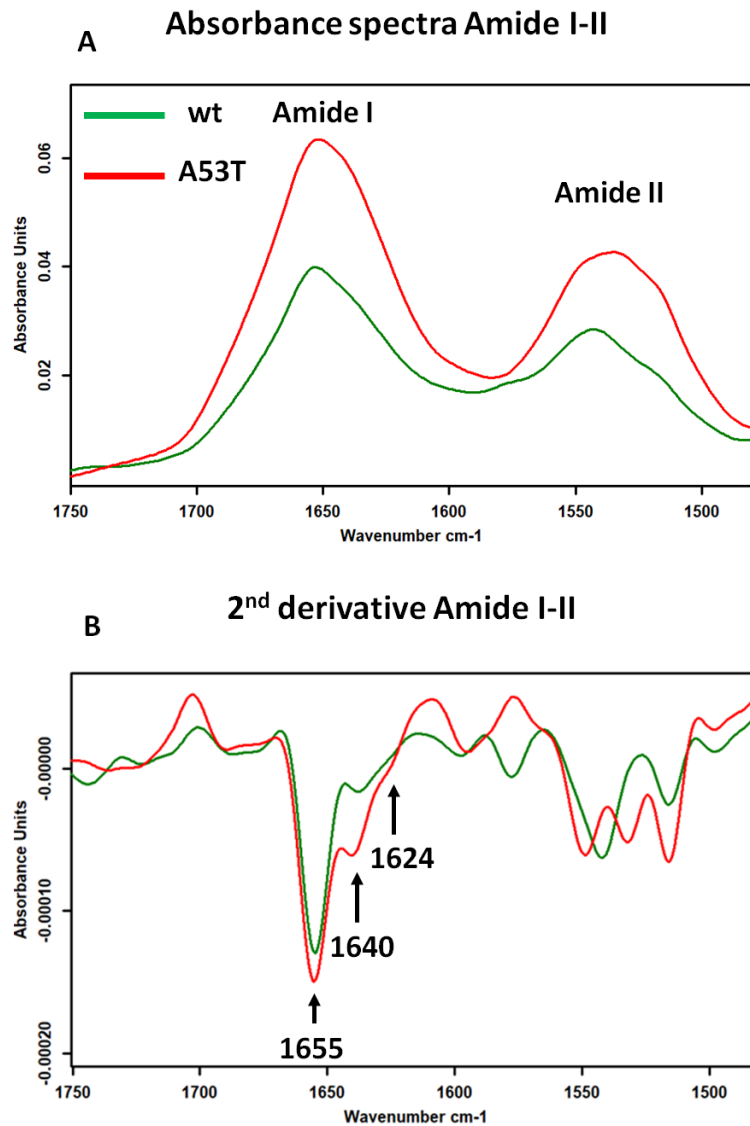 Absorbance spectra Amide I-II
A
wt
Amide I
A53T
Amide II
0.06
0.04
0.02
Absorbance Units
1750 1700 1650 1600 1550 1500
Wavenumber cm-1
2nd derivative Amide I-II
B
-0.00000
-0.00010
-0.00020
Absorbance Units
1624
1640
1655
1750 1700 1650 1600 1550 1500
Wavenumber cm-1